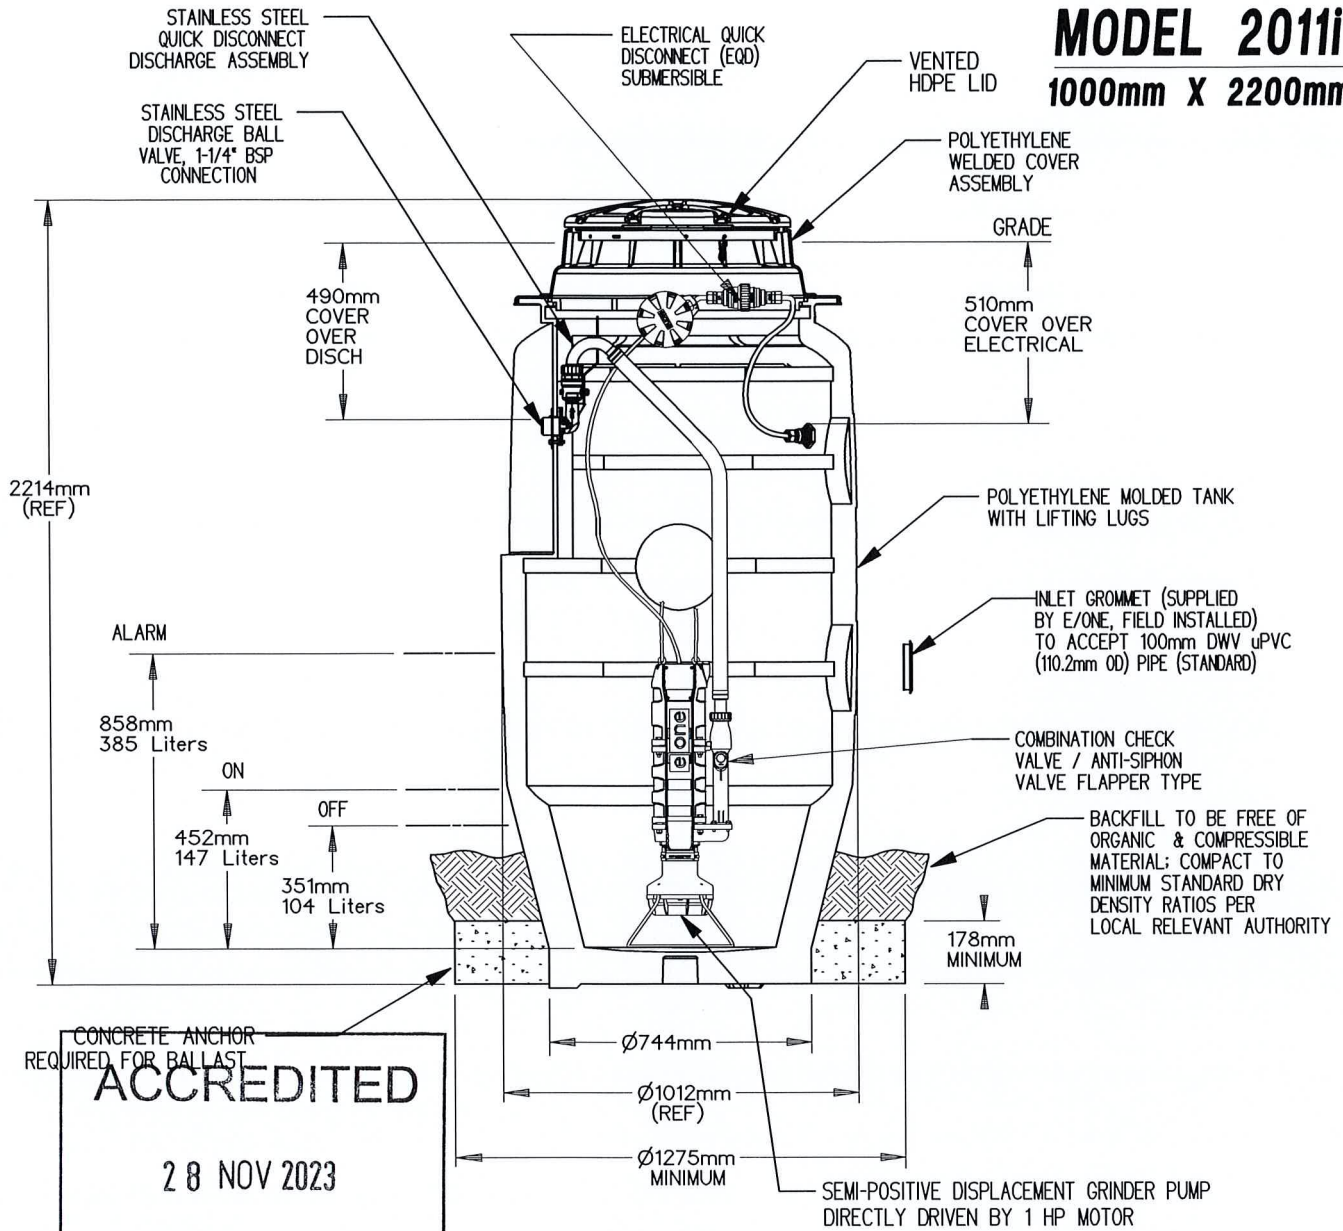 STAINLESS STEEL
QUICK DISCONNECT
DISCHARGE ASSEMBLY
ELECTRICAL QUICK
DISCONNECT (EQD)
SUBMERSIBLE
VENTED
HDPE LID
MODEL 2011i
1000mm X 2200mm
STAINLESS STEEL
DISCHARGE BALL
VALVE, 1-1/4" BSP
CONNECTION
POLYETHYLENE
WELDED COVER
ASSEMBLY
GRADE
490mm
COVER
OVER
DISCH
510mm
COVER OVER
ELECTRICAL
2214mm
(REF)
POLYETHYLENE MOLDED TANK
WITH LIFTING LUGS
INLET GROMMET (SUPPLIED
BY E/ONE, FIELD INSTALLED)
TO ACCEPT 100mm DWV uPVC
(110.2mm OD) PIPE (STANDARD)
ALARM
858mm
385 Liters
ON
452mm
147 Liters
OFF
351mm
104 Liters
e one
COMBINATION CHECK
VALVE / ANTI-SIPHON
VALVE FLAPPER TYPE
BACKFILL TO BE FREE OF
ORGANIC & COMPRESSIBLE
MATERIAL; COMPACT TO
MINIMUM STANDARD DRY
DENSITY RATIOS PER
LOCAL RELEVANT AUTHORITY
178mm
MINIMUM
CONCRETE ANCHOR
REQUIRED FOR BALLAST
ACCREDITED
28 NOV 2023
Ø744mm
Ø1012mm
(REF)
Ø1275mm
MINIMUM
SEMI-POSITIVE DISPLACEMENT GRINDER PUMP
DIRECTLY DRIVEN BY 1 HP MOTOR